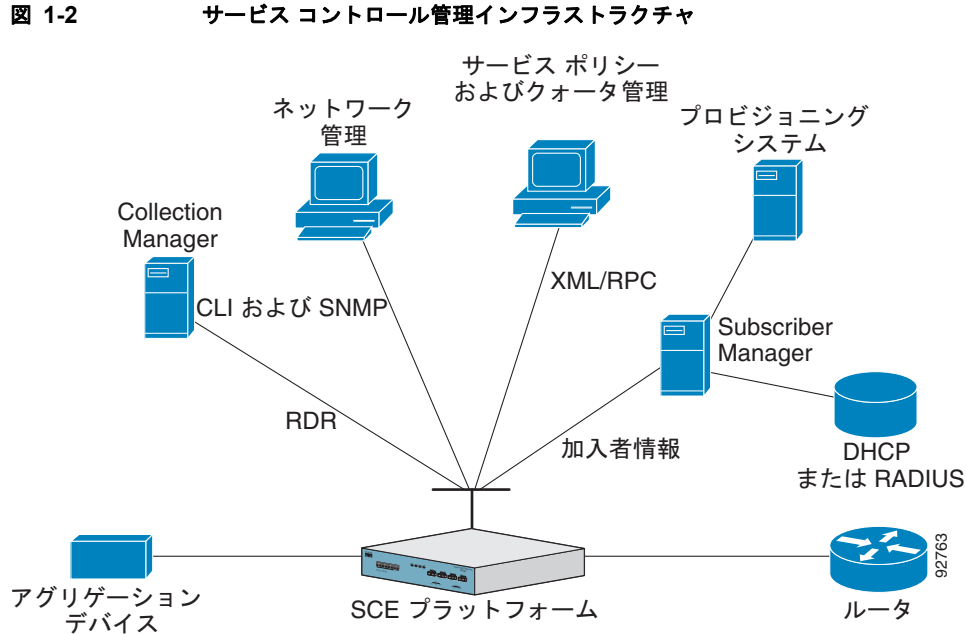 図 1-2 サービス コントロール管理インフラストラクチャ
サービス ポリシー
およびクォータ管理
ネットワーク
管理
プロビジョニング
システム
Collection
Manager
XML/RPC
CLI および SNMP
Subscriber
Manager
RDR
加入者情報
DHCP
または RADIUS
92763
アグリゲーション
デバイス
SCE プラットフォーム
ルータ